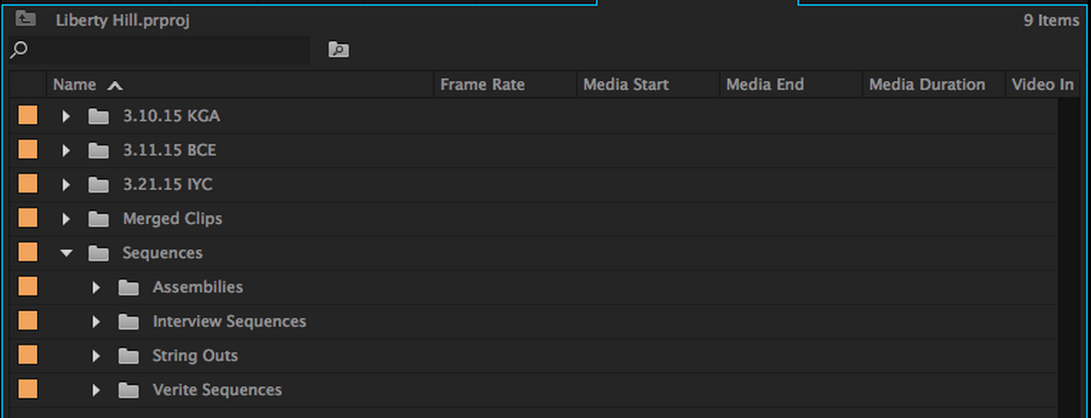 Liberty Hill.prproj 9 Items
Name Frame Rate Media Start Media End Media Duration Video In
3.10.15 KGA
3.11.15 BCE
3.21.15 IYC
Merged Clips
Sequences
Assembilies
Interview Sequences
String Outs
Verite Sequences